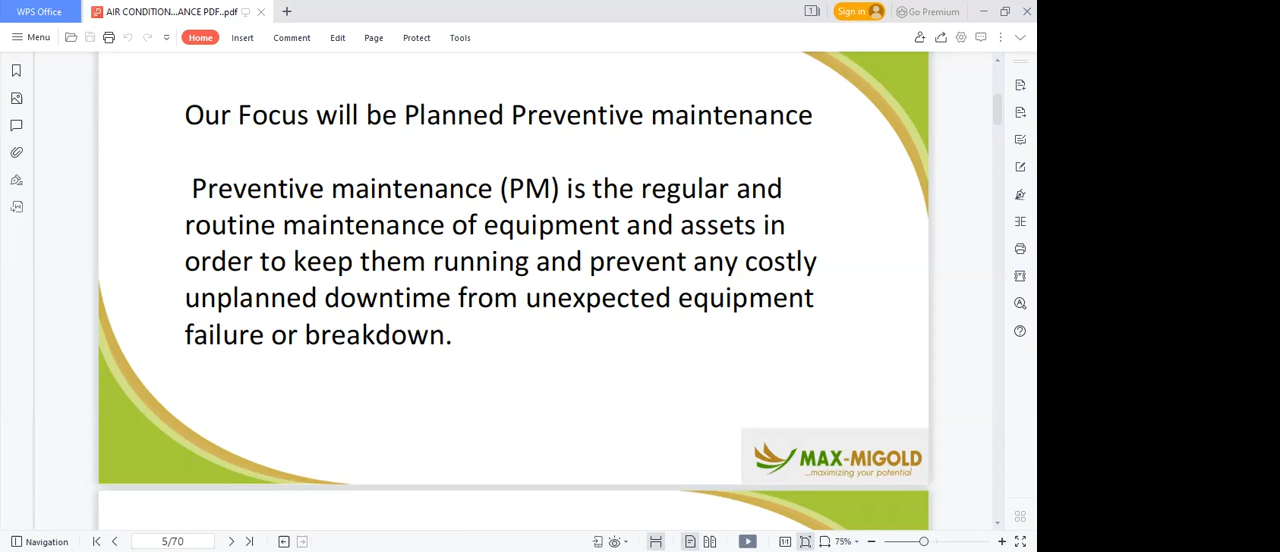 WPS Office
AIR CONDITION...ANCE PDF..pdf
1
Sign in
Go Premium
Menu
Home
Insert
Comment
Edit
Page
Protect
Tools
Our Focus will be Planned Preventive maintenance
Preventive maintenance (PM) is the regular and
routine maintenance of equipment and assets in
order to keep them running and prevent any costly
unplanned downtime from unexpected equipment
failure or breakdown.
MAX-MIGOLD
...maximizing your potential
Navigation
5/70
75%